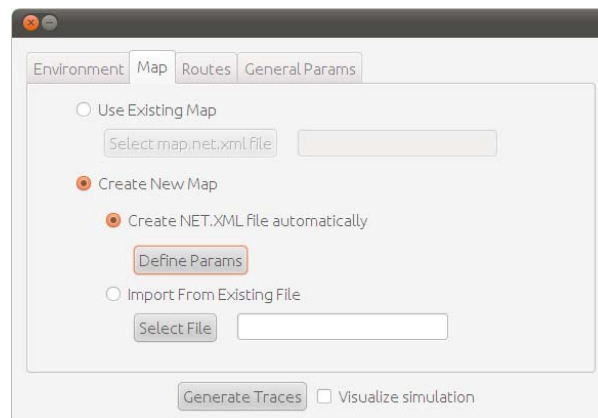 Environment Map Routes General Params
Use Existing Map
Select map.net.xml file
Create New Map
Create NET.XML file automatically
Define Params
Import From Existing File
Select File
Generate Traces Visualize simulation